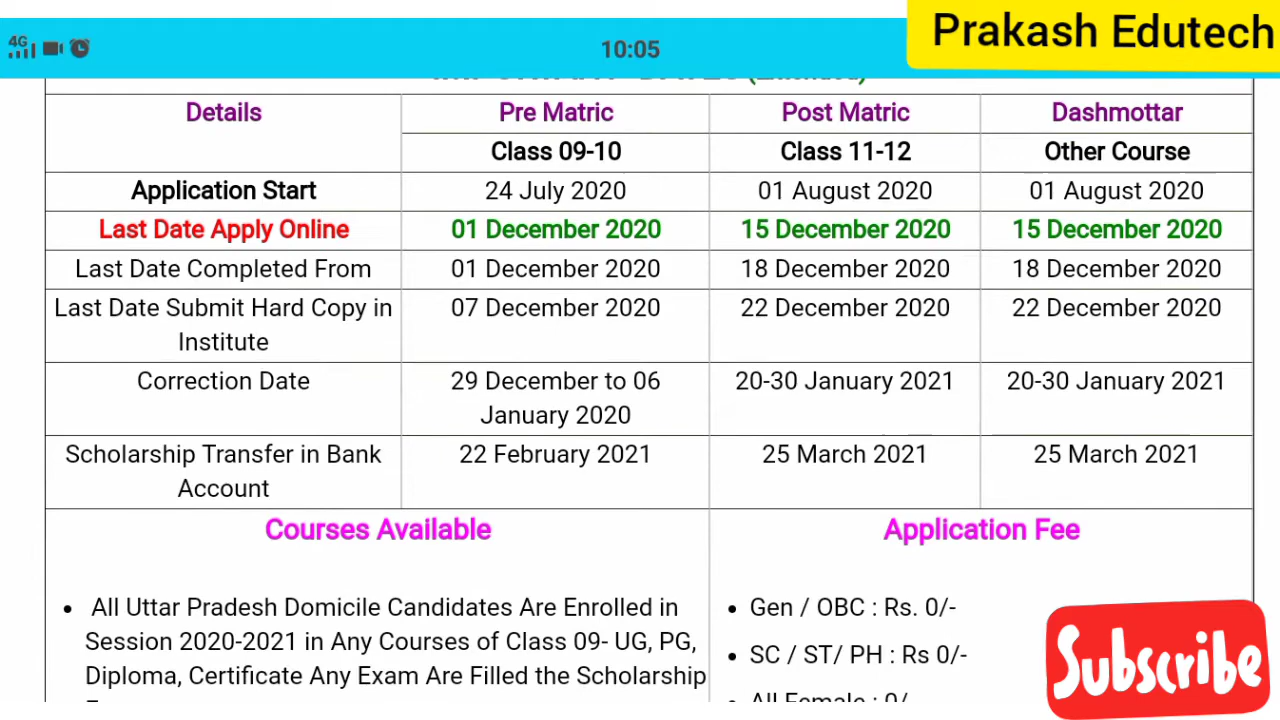 4G
10:05
Prakash Edutech
(Extended)
Details Pre Matric Post Matric Dashmottar
Class 09-10 Class 11-12 Other Course
Application Start 24 July 2020 01 August 2020 01 August 2020
Last Date Apply Online 01 December 2020 15 December 2020 15 December 2020
Last Date Completed From 01 December 2020 18 December 2020 18 December 2020
Last Date Submit Hard Copy in 07 December 2020 22 December 2020 22 December 2020
Institute
Correction Date 29 December to 06 20-30 January 2021 20-30 January 2021
January 2020
Scholarship Transfer in Bank 22 February 2021 25 March 2021 25 March 2021
Account
Courses Available Application Fee
• All Uttar Pradesh Domicile Candidates Are Enrolled in
Session 2020-2021 in Any Courses of Class 09- UG, PG,
Diploma, Certificate Any Exam Are Filled the Scholarship
• Gen / OBC : Rs. 0/-
• SC / ST/ PH : Rs 0/-
All Female : 0/-
Subscribe